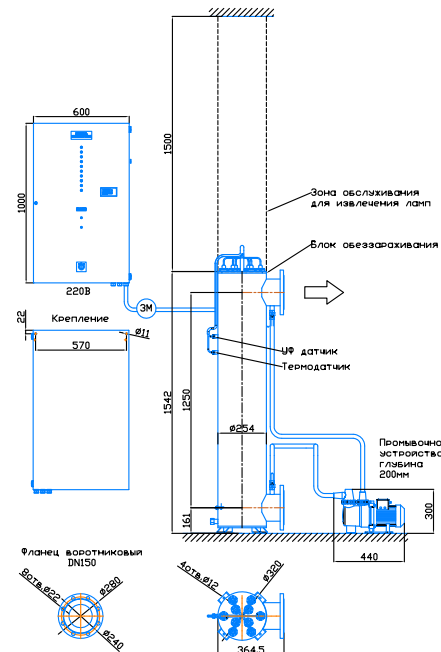 600
1000
1500
Зона обслуживания
для извлечения ламп
Блок обеззараживания
220В
3М
Крепление
22
570
Ø11
УФ датчик
Термодатчик
1542
1250
Ø254
161
Промывочно
устройство
глубина
200мм
300
440
Фланец воротниковый
DN150
8отв.Ø22
Ø280
Ø240
4отв.Ø12
Ø320
364,5